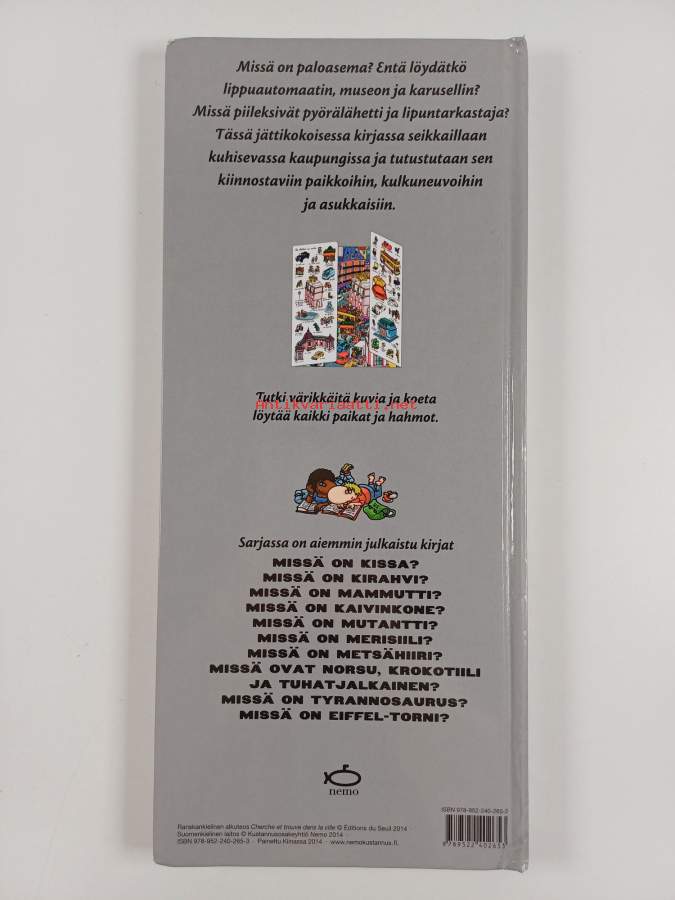 Missä on paloasema? Entä löydätkö
lippuautomaatin, museon ja karusellin?
Missä piileksivät pyörälähetti ja lipuntarkastaja?
Tässä jättikokoisessa kirjassa seikkaillaan
kuhisevassa kaupungissa ja tutustutaan sen
kiinnostaviin paikkoihin, kulkuneuvoihin
ja asukkaisiin.
Tutki värikkäitä kuvia ja koeta
Antikvariaatti.net
löytää kaikki paikat ja hahmot.
Sarjassa on aiemmin julkaistu kirjat
MISSÄ ON KISSA?
MISSÄ ON KIRAHVI?
MISSÄ ON MAMMUTTI?
MISSÄ ON KAIVINKONE?
MISSÄ ON MUTANTTI?
MISSÄ ON MERISIILI?
MISSÄ ON METSÄHIIRI?
MISSÄ OVAT NORSU, KROKOTIILI
JA TUHATJALKAINEN?
MISSÄ ON TYRANNOSAURUS?
MISSÄ ON EIFFEL-TORNI?
nemo
Ranskankielinen alkuteos Cherche et trouve dans la ville © Éditions du Seuil 2014
Suomenkielinen laitos © Kustannusosakeyhtiö Nemo 2014
ISBN 978-952-240-265-3 · Painettu Kiinassa 2014 · www.nemokustannus.fi
ISBN 978-952-240-265-3
9789522402653